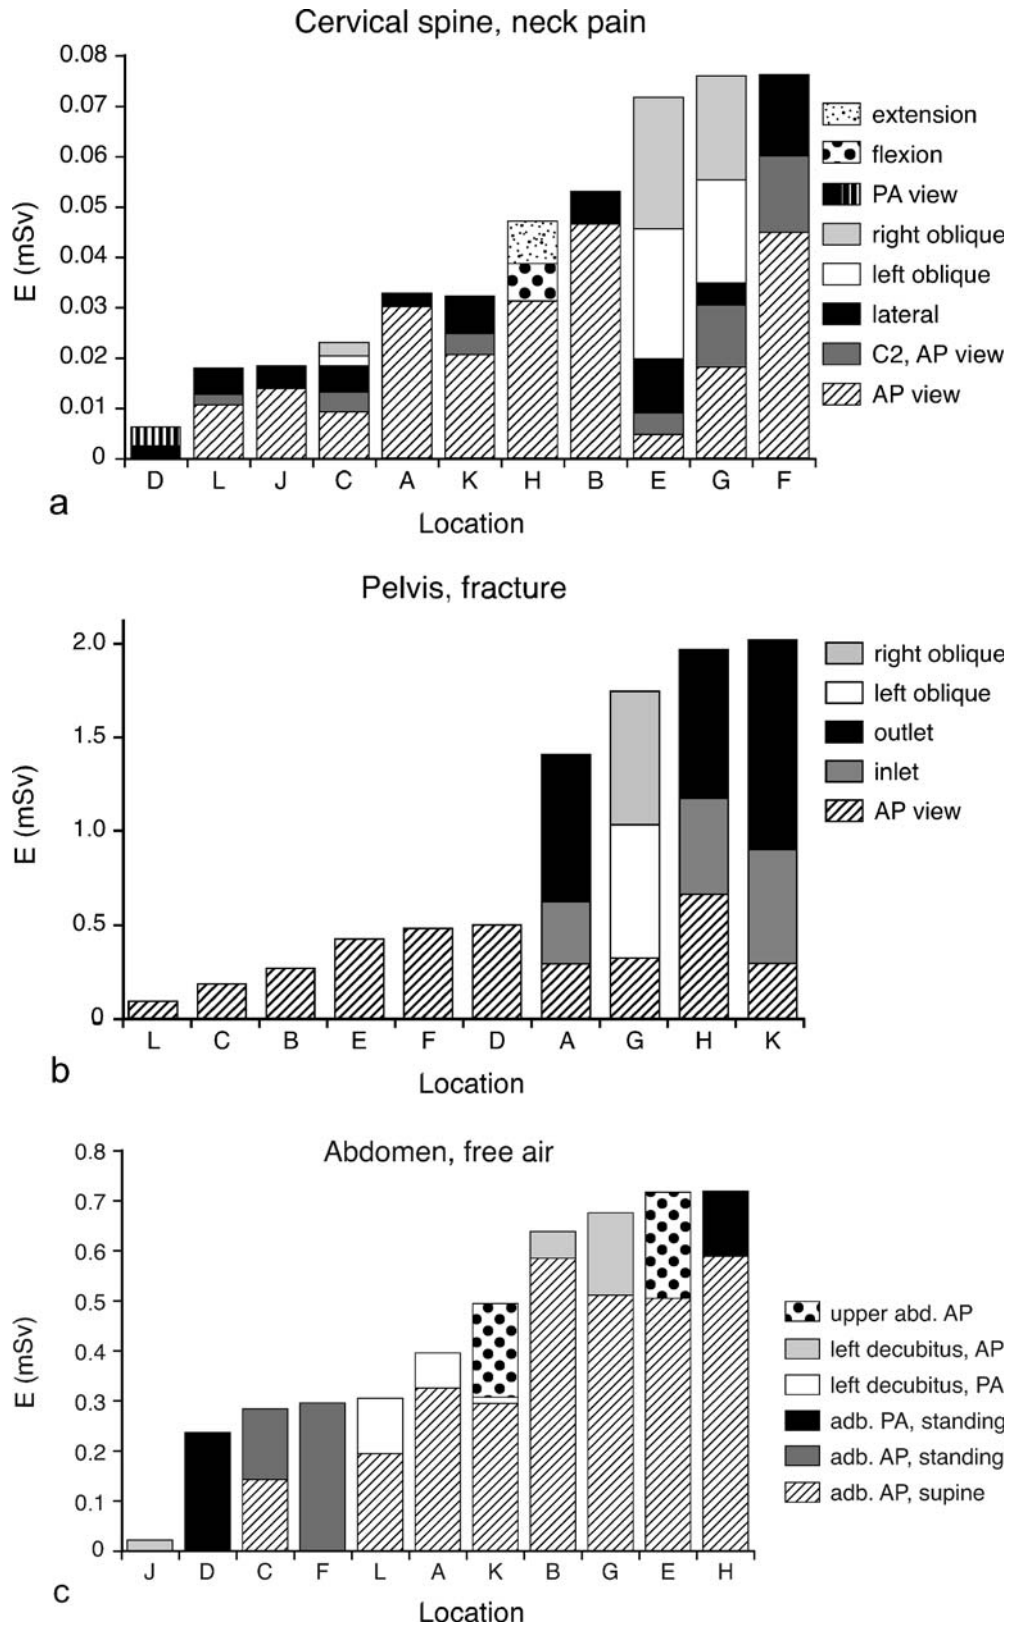 Cervical spine, neck pain
E (mSv)
0.08
0.07
0.06
0.05
0.04
0.03
0.02
0.01
0
extension
flexion
PA view
right oblique
left oblique
lateral
C2, AP view
AP view
D L J C A K H B E G F
a
Location
Pelvis, fracture
E (mSv)
2.0
1.5
1.0
0.5
0
right oblique
left oblique
outlet
inlet
AP view
L C B E F D A G H K
b
Location
Abdomen, free air
E (mSv)
0.8
0.7
0.6
0.5
0.4
0.3
0.2
0.1
0
upper abd. AP
left decubitus, AP
left decubitus, PA
adb. PA, standing
adb. AP, standing
adb. AP, supine
J D C F L A K B G E H
c
Location